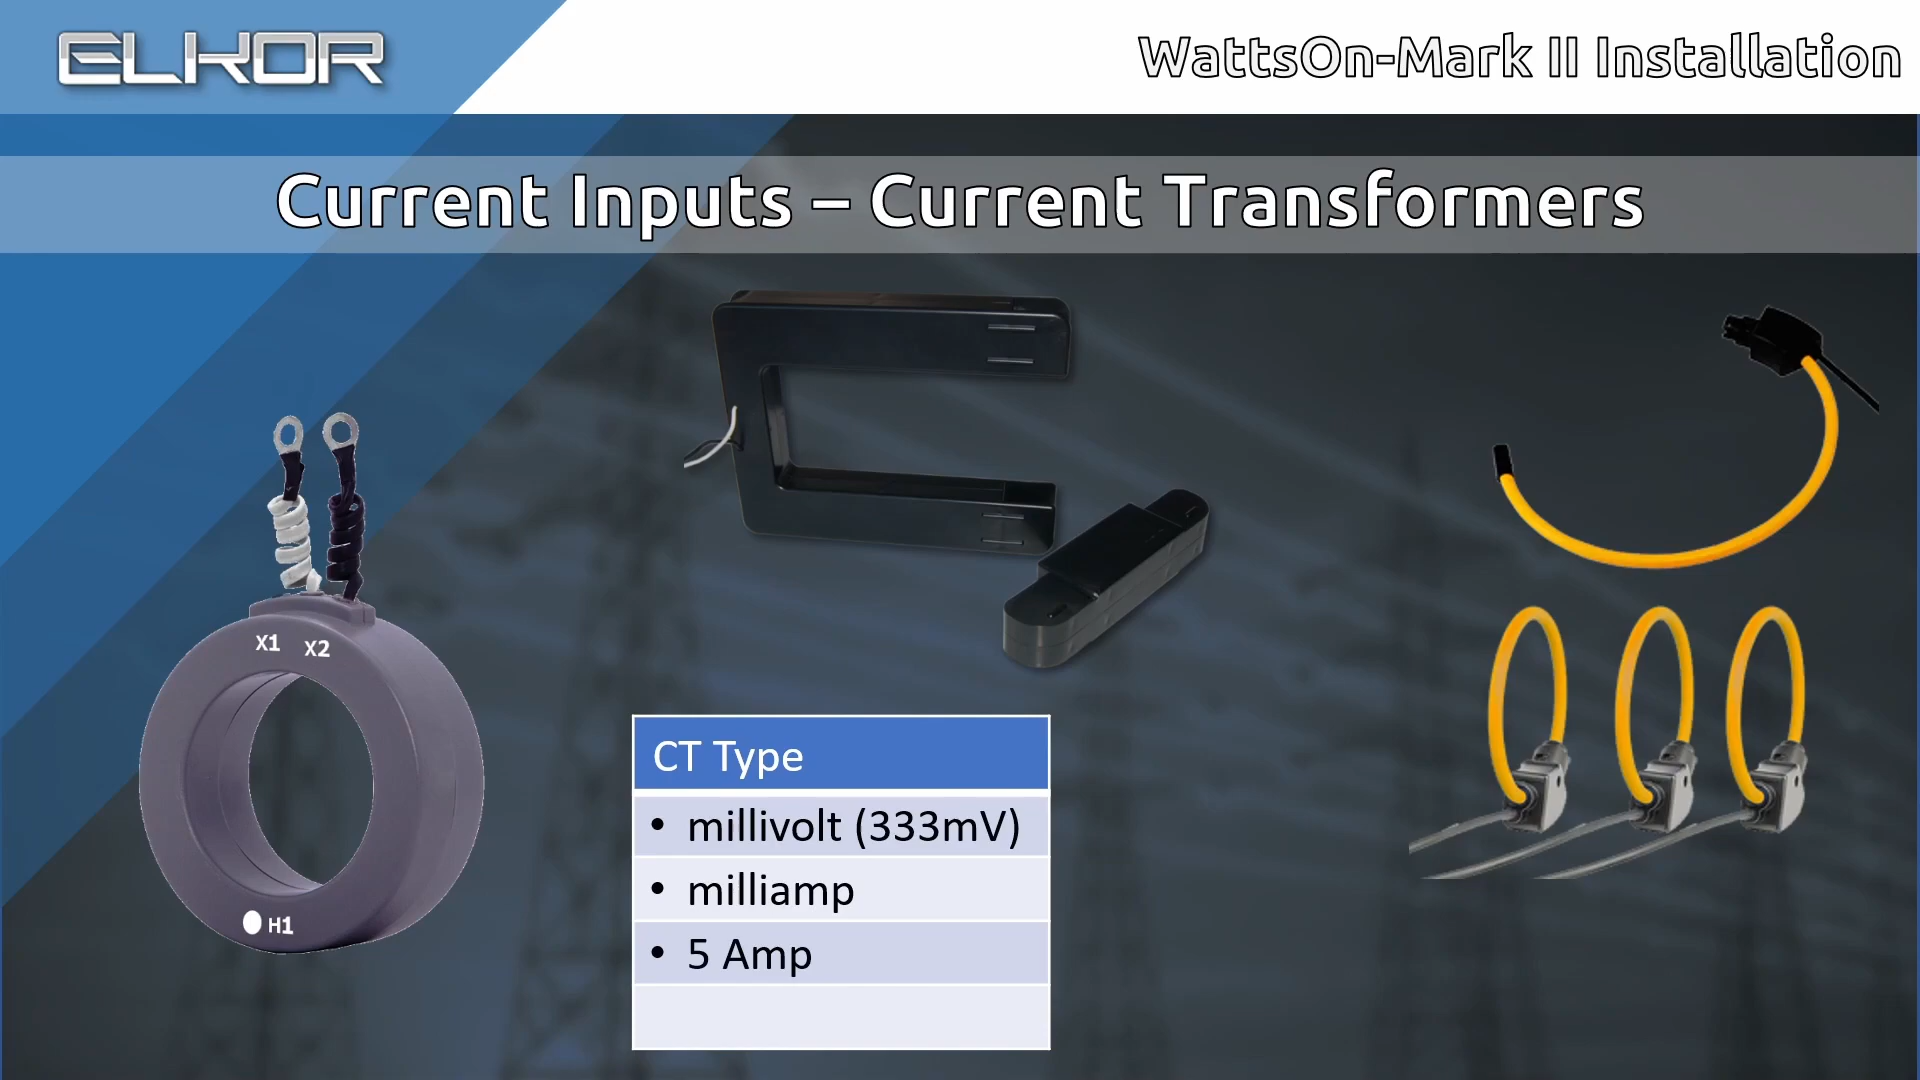 ELKOR
WattsOn-Mark II Installation
Current Inputs – Current Transformers
X1 X2
H1
CT Type
• millivolt (333mV)
• milliamp
• 5 Amp